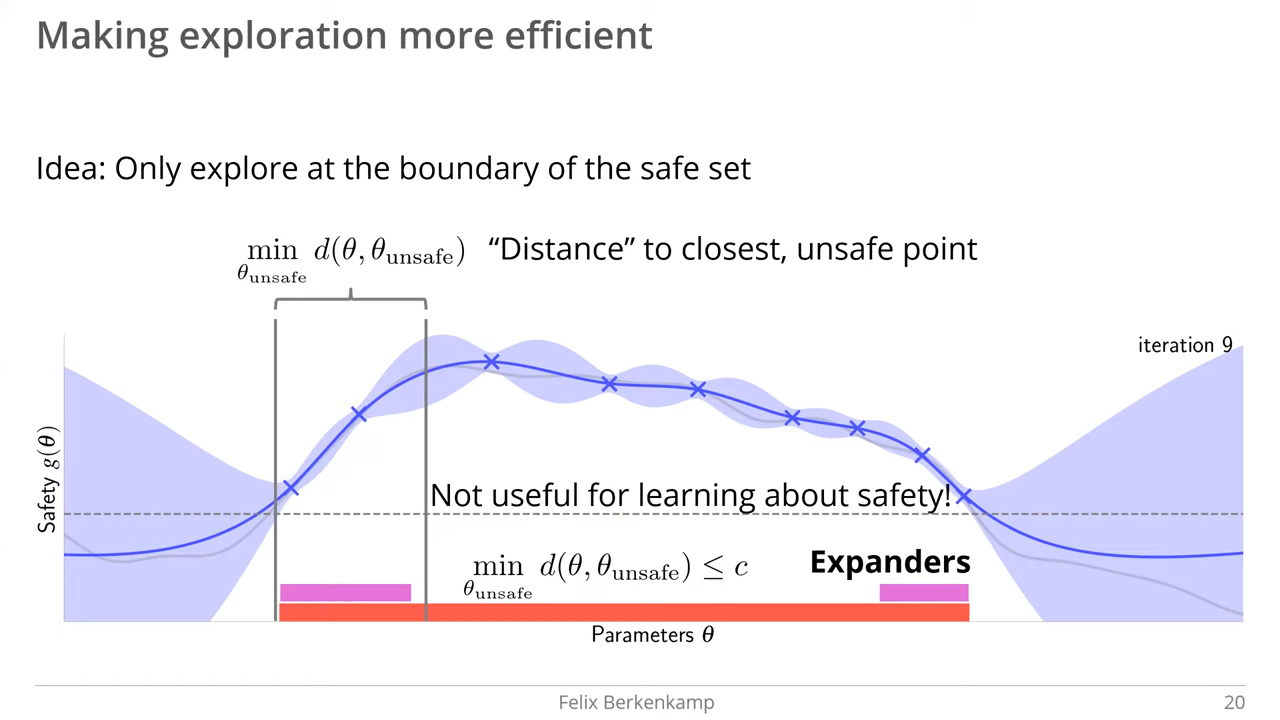 Making exploration more efficient
Idea: Only explore at the boundary of the safe set
min d(θ, θunsafe) “Distance” to closest, unsafe point
θunsafe
iteration 9
Safety g(θ)
Not useful for learning about safety!
min d(θ, θunsafe) ≤ c
θunsafe
Expanders
Parameters θ
Felix Berkenkamp
20